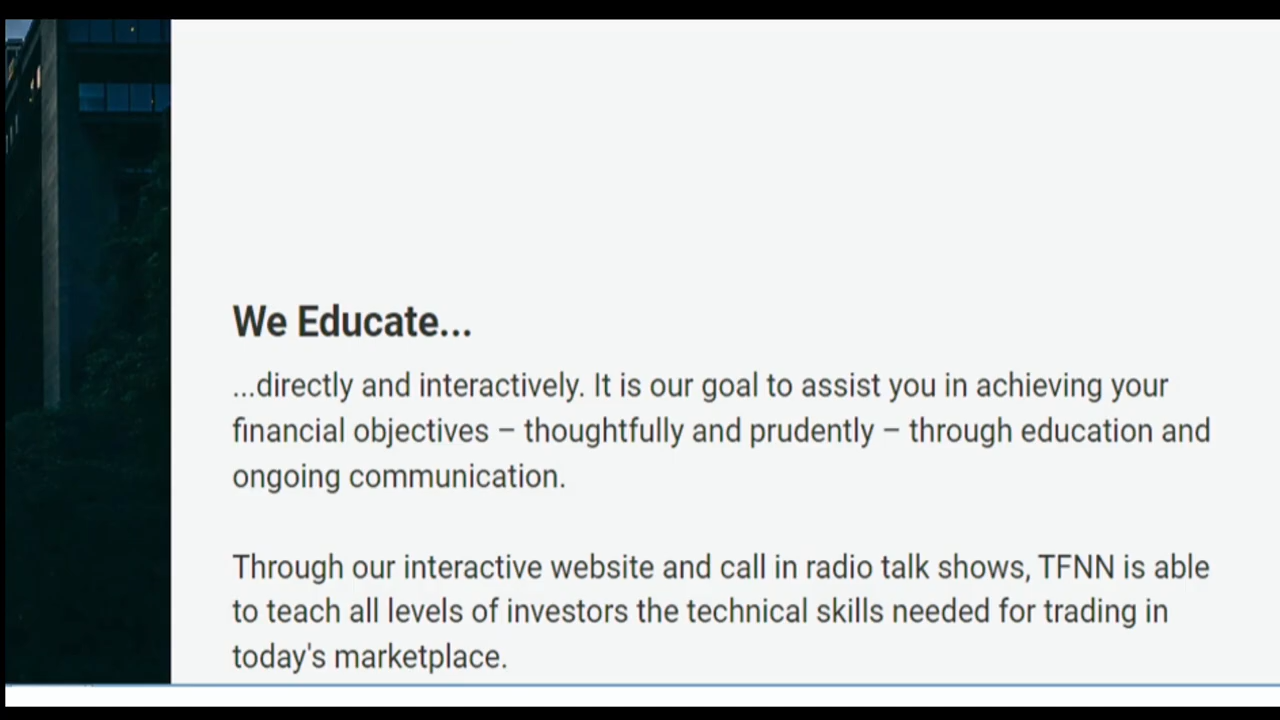 We Educate...
...directly and interactively. It is our goal to assist you in achieving your
financial objectives – thoughtfully and prudently – through education and
ongoing communication.
Through our interactive website and call in radio talk shows, TFNN is able
to teach all levels of investors the technical skills needed for trading in
today's marketplace.